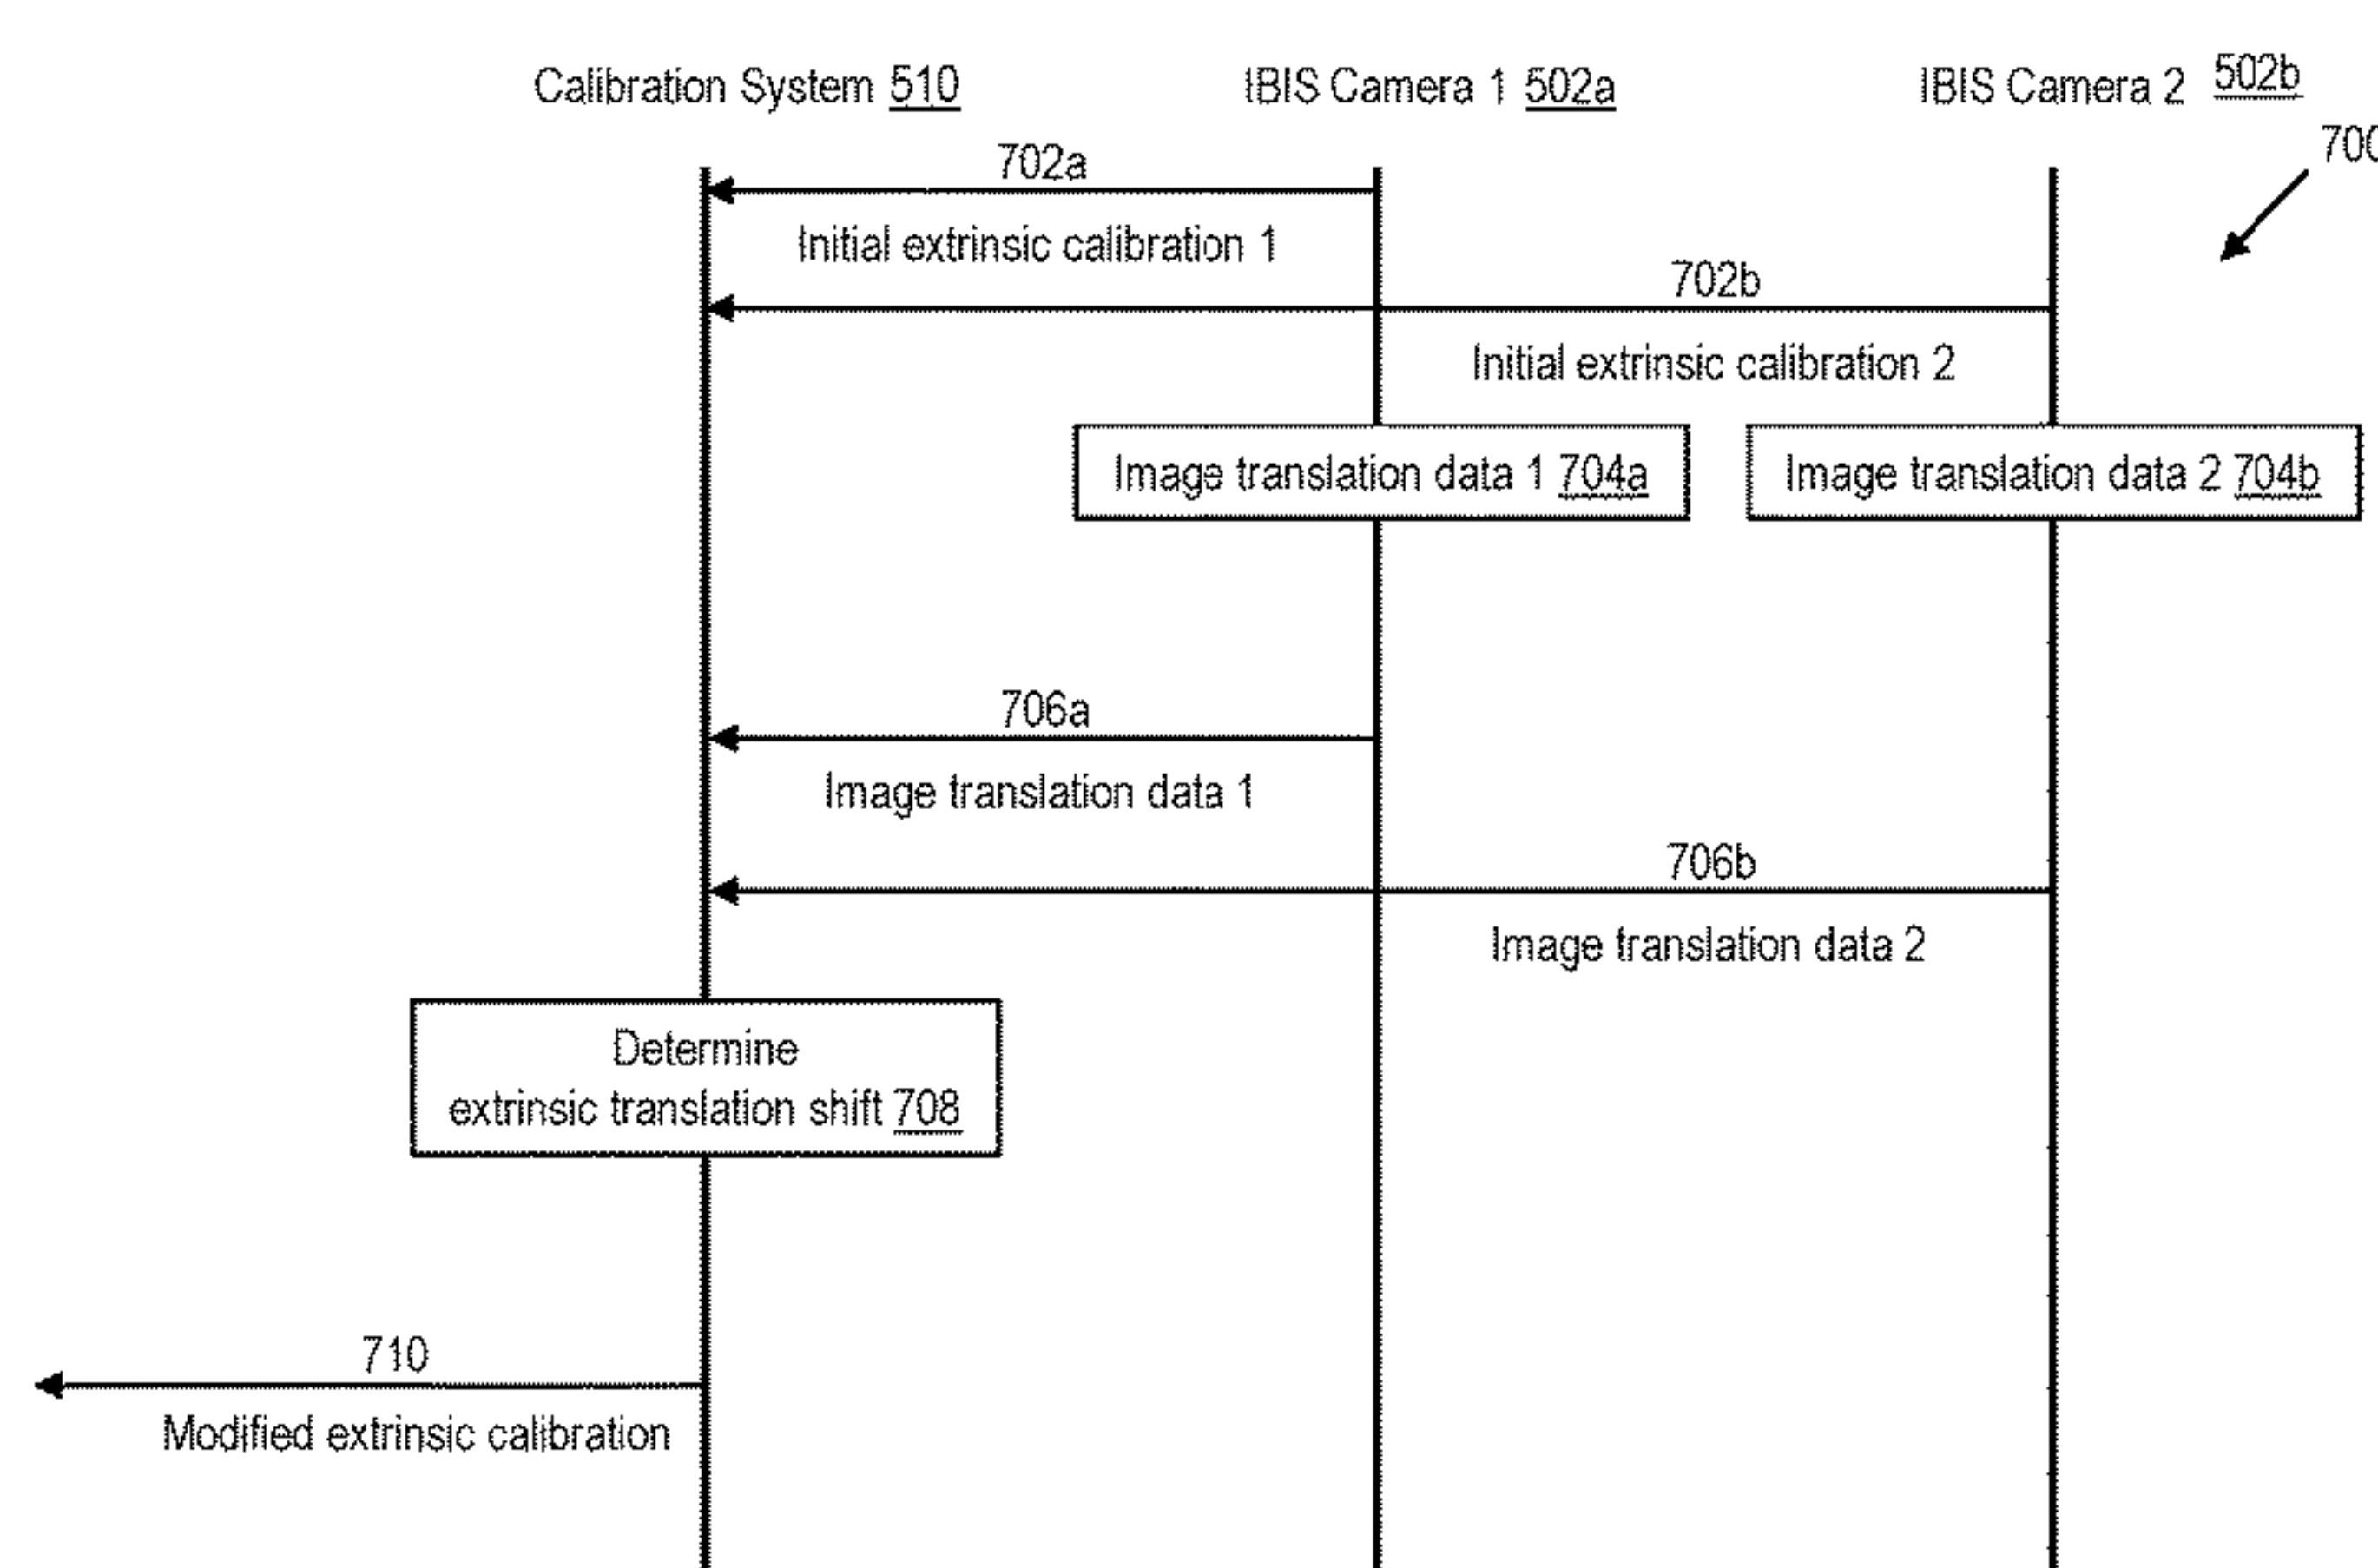 Calibration System 510
IBIS Camera 1 502a
IBIS Camera 2 502b
700
702a
Initial extrinsic calibration 1
702b
Initial extrinsic calibration 2
Image translation data 1 704a
Image translation data 2 704b
706a
Image translation data 1
706b
Image translation data 2
Determine
extrinsic translation shift 708
710
Modified extrinsic calibration